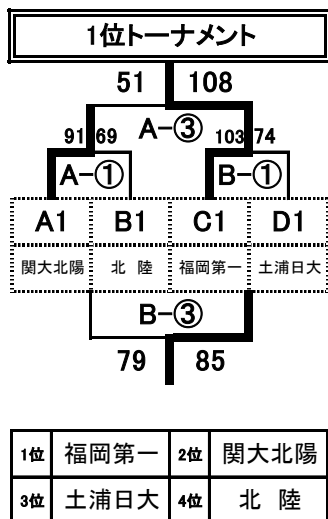 1位トーナメント
51 108
A-③
91 69 103 74
A-① B-①
A1 B1 C1 D1
関大北陽 北 陸 福岡第一 土浦日大
B-③
79 85
1位 福岡第一 2位 関大北陽
3位 土浦日大 4位 北 陸